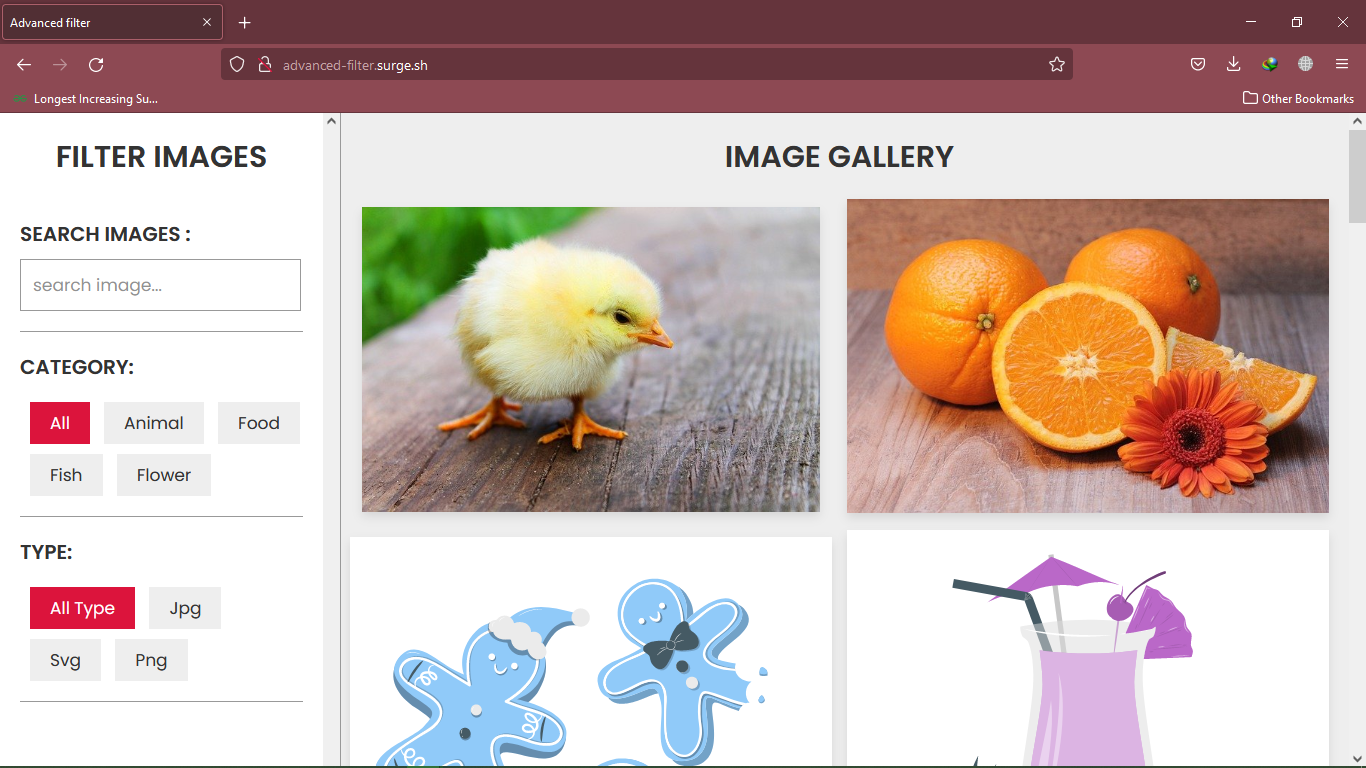 Advanced filter
advanced-filter.surge.sh
Longest Increasing Su...
Other Bookmarks
FILTER IMAGES
SEARCH IMAGES :
search image...
CATEGORY:
All Animal Food
Fish Flower
TYPE:
All Type Jpg
Svg Png
IMAGE GALLERY